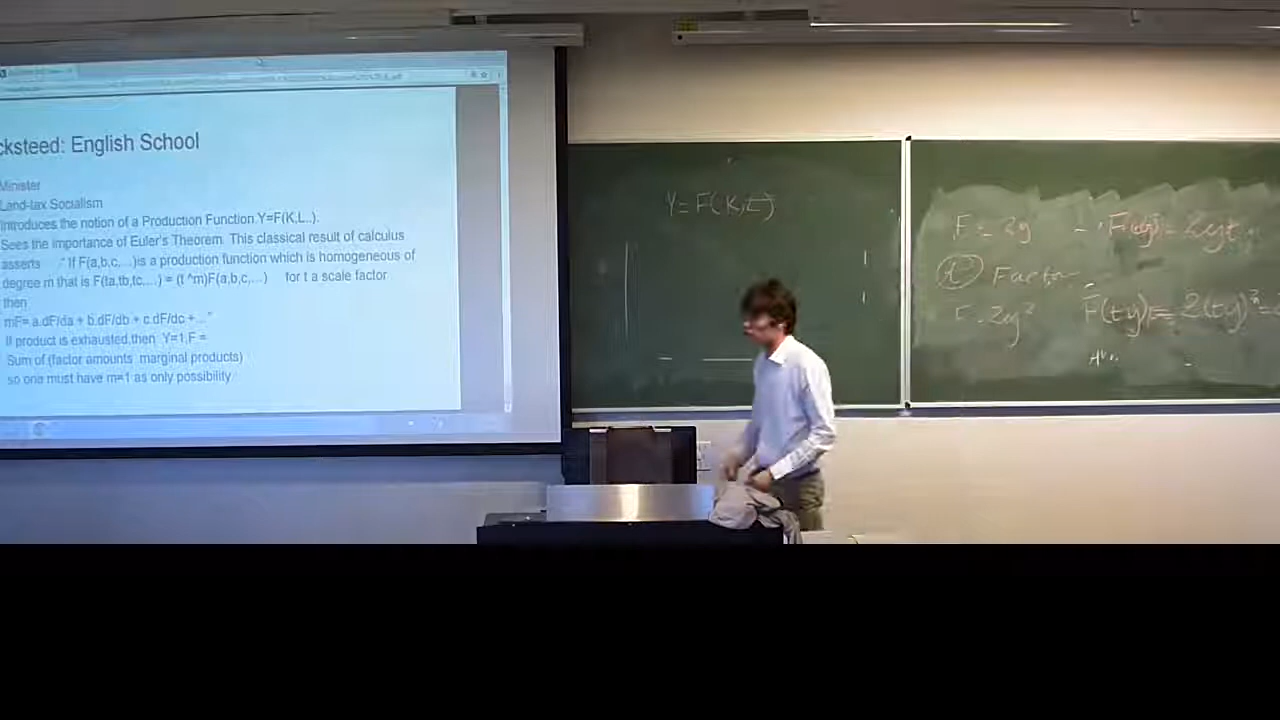 cksteed: English School
Minister
Land-tax Socialism
Introduces the notion of a Production Function Y=F(K,L..).
Sees the importance of Euler's Theorem. This classical result of calculus
asserts ..." If F(a,b,c,...)is a production function which is homogeneous of
degree m that is F(ta,tb,tc,...) = (t^m)F(a,b,c,...) for t a scale factor
then
mF= a.dF/da + b.dF/db + c.dF/dc +..."
If product is exhausted,then Y=1.F =
Sum of (factor amounts marginal products)
so one must have m=1 as only possibility
Y= F(K,L)
F = 2y
Factor
F(ty) = 2(ty)²